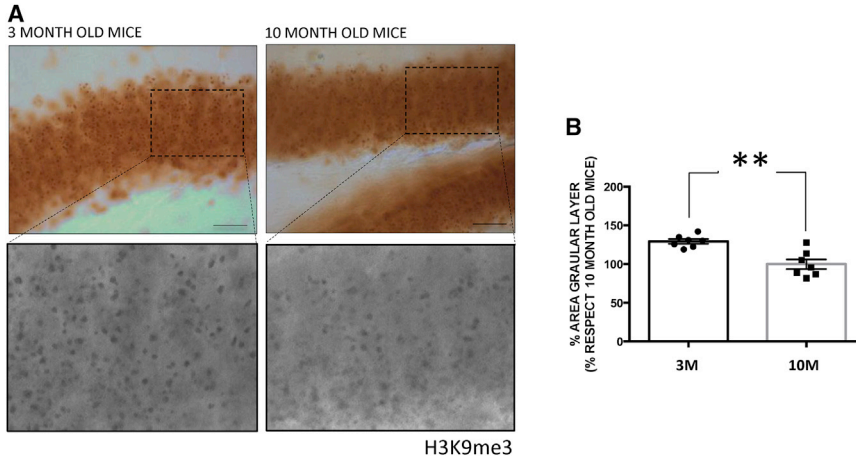 A
3 MONTH OLD MICE
10 MONTH OLD MICE
H3K9me3
B
**
% AREA GRAULAR LAYER
(% RESPECT 10 MONTH OLD MICE)
200
150
100
50
0
3M
10M